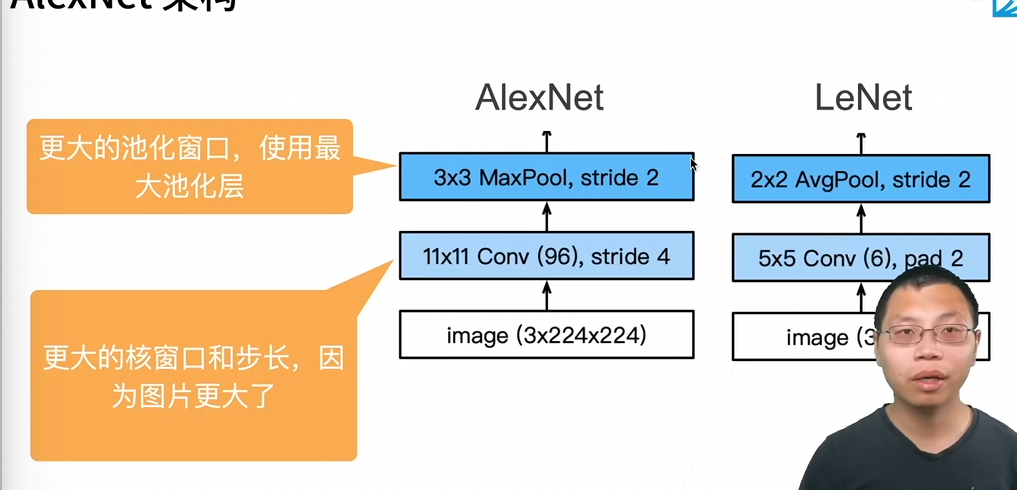 AlexNet 架构
AlexNet
LeNet
更大的池化窗口，使用最
大池化层
3x3 MaxPool, stride 2
2x2 AvgPool, stride 2
11x11 Conv (96), stride 4
5x5 Conv (6), pad 2
更大的核窗口和步长，因
为图片更大了
image (3x224x224)
image (3